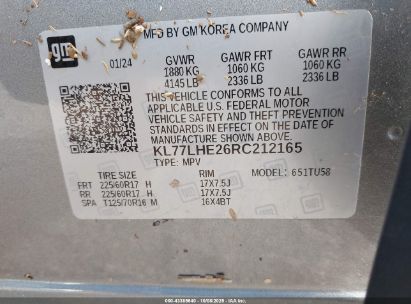 MFD BY GM KOREA COMPANY
gm
01/24 GVWR GAWR FRT GAWR RR
1880 KG 1060 KG 1060 KG
4145 LB 2336 LB 2336 LB
THIS VEHICLE CONFORMS TO ALL
APPLICABLE U.S. FEDERAL MOTOR
VEHICLE SAFETY AND THEFT PREVENTION
STANDARDS IN EFFECT ON THE DATE OF
MANUFACTURE SHOWN ABOVE.
KL77LHE26RC212165
TYPE: MPV MODEL: 651TU58
TIRE SIZE RIM
FRT 225/60R17 H 17X7.5J
RR 225/60R17 H 17X7.5J
SPA T125/70R16 M 16X4BT